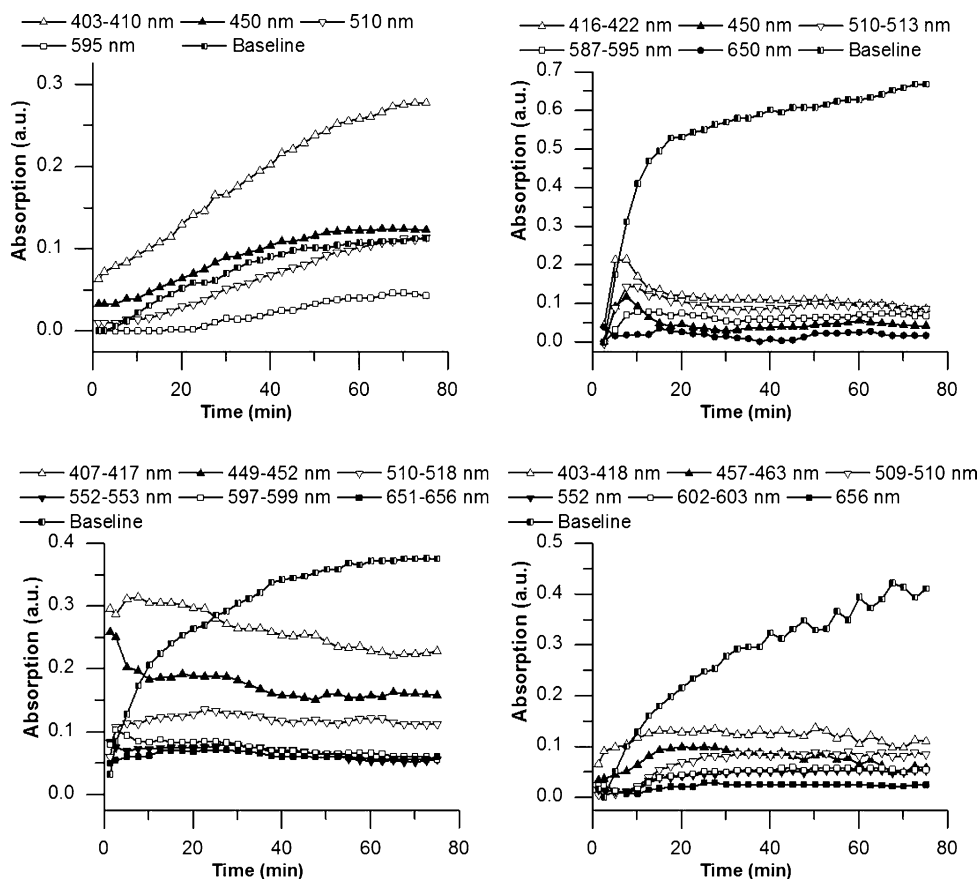 403-410 nm 450 nm 510 nm
595 nm Baseline
0.3
0.2
0.1
0.0
Absorption (a.u.)
0 20 40 60 80
Time (min)
416-422 nm 450 nm 510-513 nm
587-595 nm 650 nm Baseline
0.7
0.6
0.5
0.4
0.3
0.2
0.1
0.0
Absorption (a.u.)
0 20 40 60 80
Time (min)
407-417 nm 449-452 nm 510-518 nm
552-553 nm 597-599 nm 651-656 nm
Baseline
0.4
0.3
0.2
0.1
0.0
Absorption (a.u.)
0 20 40 60 80
Time (min)
403-418 nm 457-463 nm 509-510 nm
552 nm 602-603 nm 656 nm
Baseline
0.5
0.4
0.3
0.2
0.1
0.0
Absorption (a.u.)
0 20 40 60 80
Time (min)